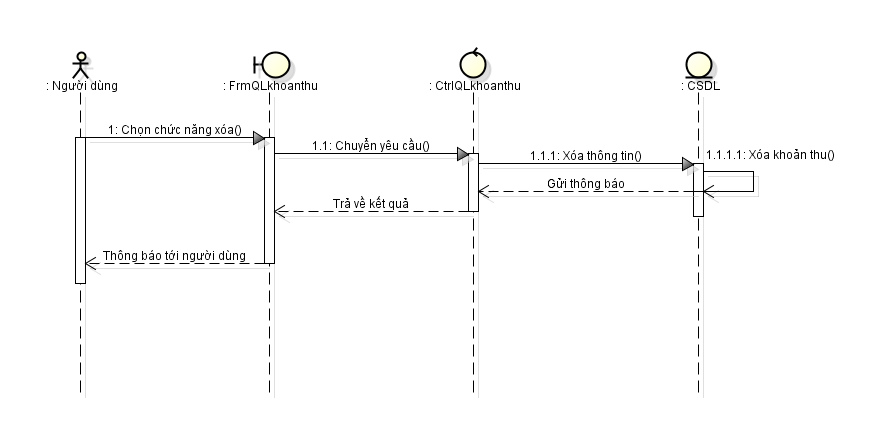 : Người dùng
: FrmQLkhoanthu
: CtrlQLkhoanthu
: CSDL
1: Chọn chức năng xóa()
1.1: Chuyển yêu cầu()
1.1.1: Xóa thông tin()
1.1.1.1: Xóa khoản thu()
Gửi thông báo
Trả về kết quả
Thông báo tới người dùng